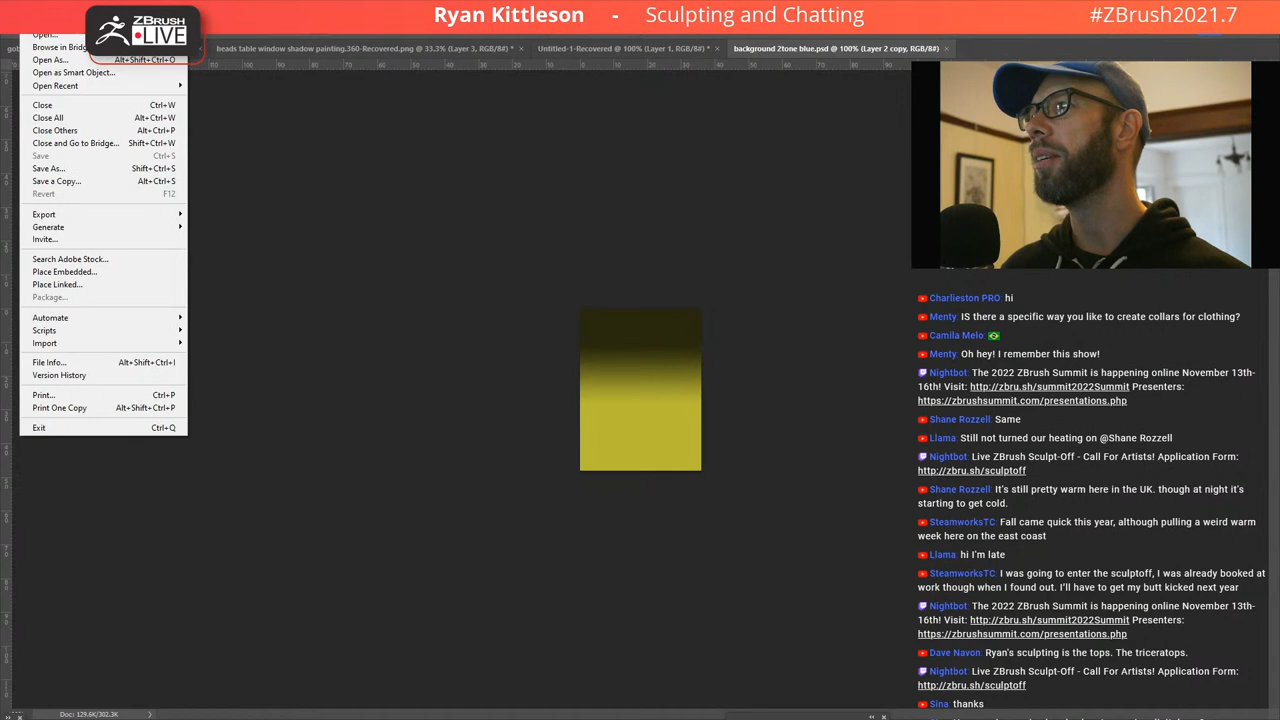 Ryan Kittleson - Sculpting and Chatting #ZBrush2021.7
ZBRUSH
LIVE
beads table window shadow painting.360-Recovered.png @ 33.3% (Layer 3, RGB/8#) * ×
Untitled-1-Recovered @ 100% (Layer 1, RGB/8#) * ×
background 2tone blue.psd @ 100% (Layer 2 copy, RGB/8#) ×
Open...
Browse in Bridge
Open As... Alt+Shift+Ctrl+O
Open as Smart Object...
Open Recent
Close Ctrl+W
Close All Alt+Ctrl+W
Close Others Alt+Ctrl+P
Close and Go to Bridge... Shift+Ctrl+W
Save Ctrl+S
Save As... Shift+Ctrl+S
Save a Copy... Alt+Ctrl+S
Revert F12
Export
Generate
Invite...
Search Adobe Stock...
Place Embedded...
Place Linked...
Package...
Automate
Scripts
Import
File Info... Alt+Shift+Ctrl+I
Version History
Print... Ctrl+P
Print One Copy Alt+Shift+Ctrl+P
Exit Ctrl+Q
Charlieston PRO: hi
Menty: IS there a specific way you like to create collars for clothing?
Camila Melo:
Menty: Oh hey! I remember this show!
Nightbot: The 2022 ZBrush Summit is happening online November 13th-
16th! Visit: http://zbru.sh/summit2022Summit Presenters:
https://zbrushsummit.com/presentations.php
Shane Rozzell: Same
Llama: Still not turned our heating on @Shane Rozzell
Nightbot: Live ZBrush Sculpt-Off - Call For Artists! Application Form:
http://zbru.sh/sculptoff
Shane Rozzell: It's still pretty warm here in the UK. though at night it's
starting to get cold.
SteamworksTC: Fall came quick this year, although pulling a weird warm
week here on the east coast
Llama: hi I'm late
SteamworksTC: I was going to enter the sculptoff, I was already booked at
work though when I found out. I'll have to get my butt kicked next year
Nightbot: The 2022 ZBrush Summit is happening online November 13th-
16th! Visit: http://zbru.sh/summit2022Summit Presenters:
https://zbrushsummit.com/presentations.php
Dave Navon: Ryan's sculpting is the tops. The triceratops.
Nightbot: Live ZBrush Sculpt-Off - Call For Artists! Application Form:
http://zbru.sh/sculptoff
Sina: thanks
Doc: 129.6K/302.3K